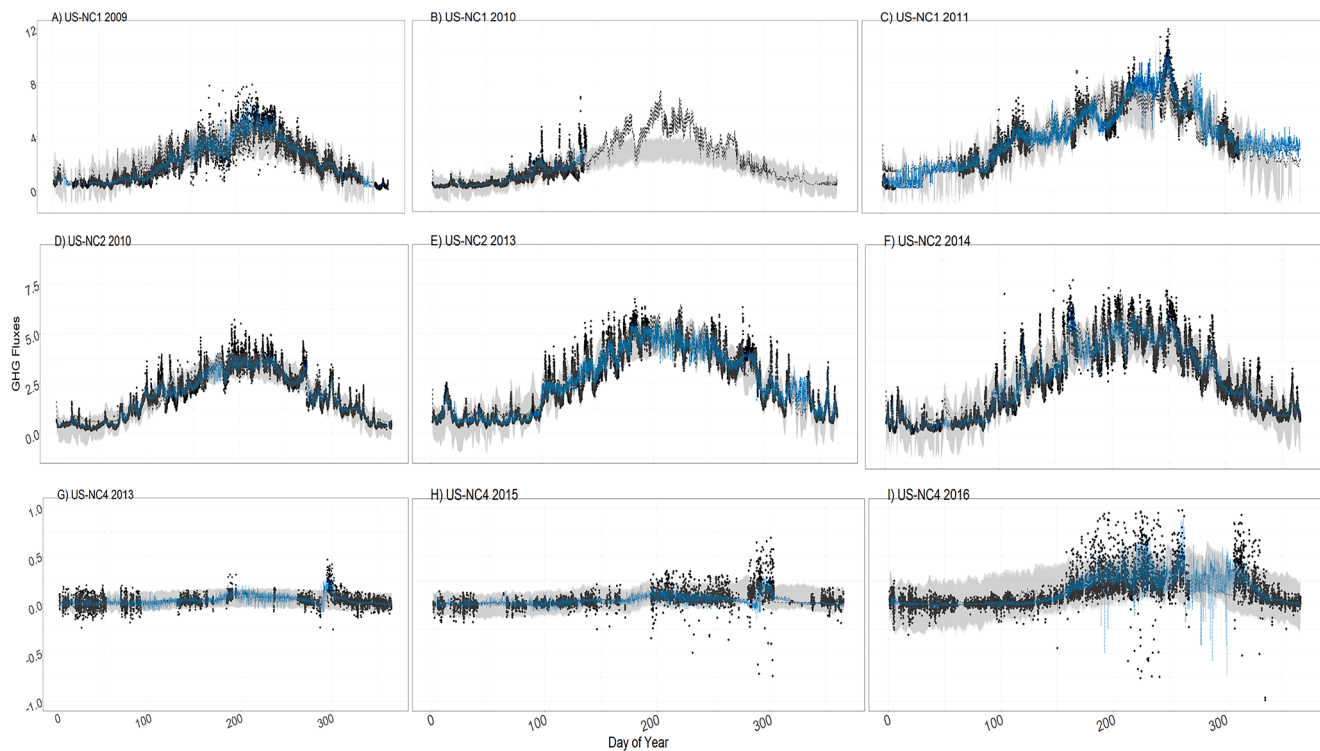 A) US-NC1 2009
B) US-NC1 2010
C) US-NC1 2011
12
8
4
0
D) US-NC2 2010
E) US-NC2 2013
F) US-NC2 2014
7.5
5.0
2.5
0.0
GHG Fluxes
G) US-NC4 2013
H) US-NC4 2015
I) US-NC4 2016
1.0
0.5
0.0
-0.5
-1.0
0 100 200 300
0 100 200 300
0 100 200 300
Day of Year